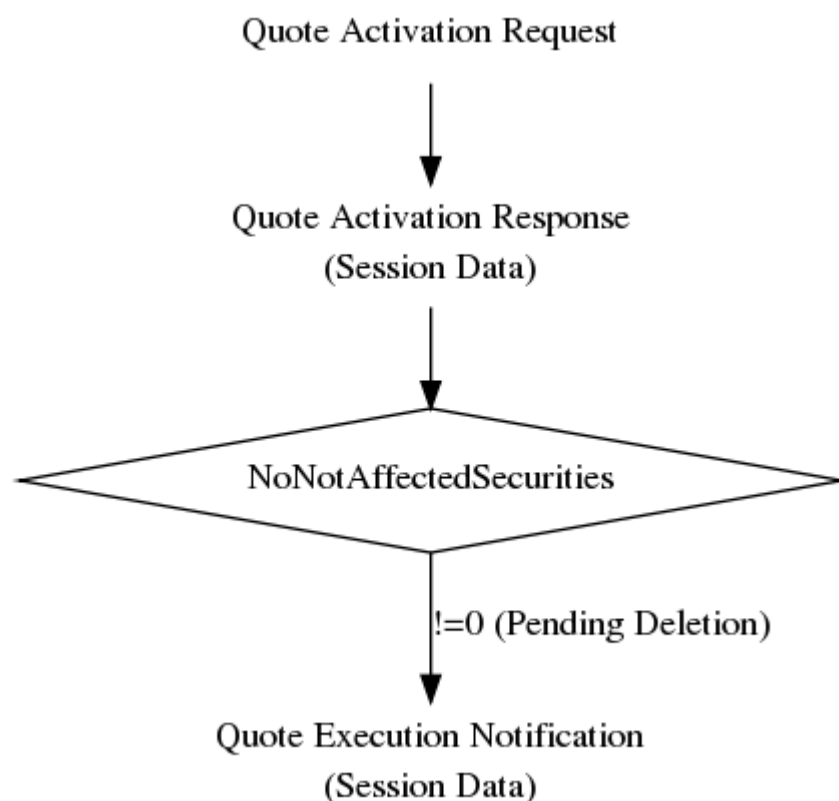 Quote Activation Request
Quote Activation Response
(Session Data)
NoNotAffectedSecurities
!=0 (Pending Deletion)
Quote Execution Notification
(Session Data)